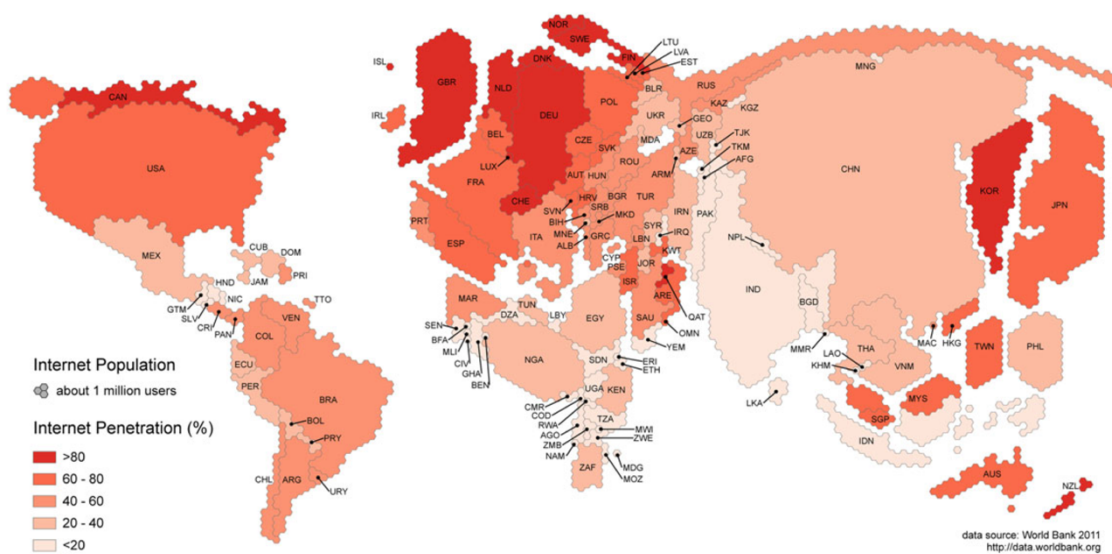 CAN
USA
MEX
CUB
DOM
HND
JAM
PRI
GTM
NIC
SLV
CRI
PAN
TTO
VEN
COL
ECU
PER
BRA
BOL
PRY
CHL
ARG
URY
ISL
GBR
IRL
NOR
SWE
FIN
DNK
NLD
DEU
BEL
LUX
FRA
CHE
PRT
ESP
LTU
LVA
EST
POL
BLR
RUS
UKR
MDA
CZE
SVK
AUT
HUN
ROU
SVN
HRV
BIH
SRB
BGR
MNE
MKD
ITA
ALB
GRC
TUR
GEO
AZE
ARM
KAZ
KGZ
UZB
TJK
TKM
AFG
MNG
CHN
KOR
JPN
IRN
PAK
NPL
IND
BGD
CYP
LBN
SYR
IRQ
PSE
JOR
KWT
ISR
ARE
SAU
QAT
OMN
YEM
MAR
TUN
DZA
LBY
EGY
SEN
BFA
MLI
CIV
GHA
BEN
NGA
SDN
ERI
ETH
UGA
KEN
CMR
COD
RWA
TZA
AGO
MWI
ZMB
ZWE
NAM
ZAF
MDG
MOZ
LKA
MMR
LAO
KHM
THA
VNM
MAC
HKG
TWN
PHL
MYS
SGP
IDN
AUS
NZL
Internet Population
about 1 million users
Internet Penetration (%)
>80
60 - 80
40 - 60
20 - 40
<20
data source: World Bank 2011
http://data.worldbank.org